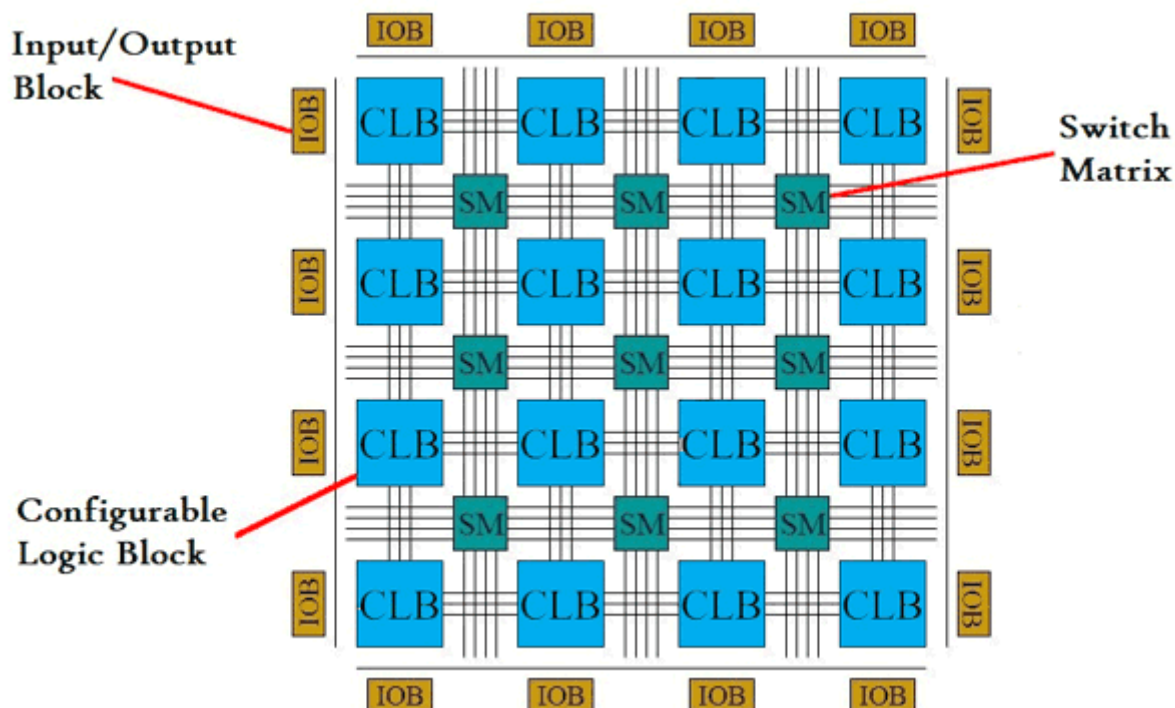 IOB IOB IOB IOB
Input/Output
Block
IOB CLB CLB CLB CLB IOB
Switch
Matrix
SM SM SM
IOB CLB CLB CLB CLB IOB
SM SM SM
IOB CLB CLB CLB CLB IOB
Configurable
Logic Block
SM SM SM
IOB CLB CLB CLB CLB IOB
IOB IOB IOB IOB